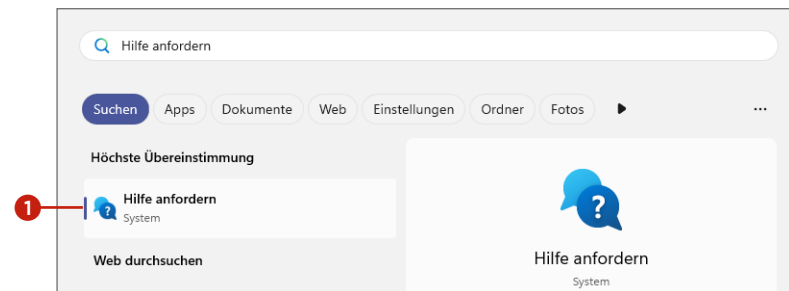 Hilfe anfordern
Suchen Apps Dokumente Web Einstellungen Ordner Fotos ...
Höchste Übereinstimmung
1
Hilfe anfordern
System
Web durchsuchen
?
Hilfe anfordern
System